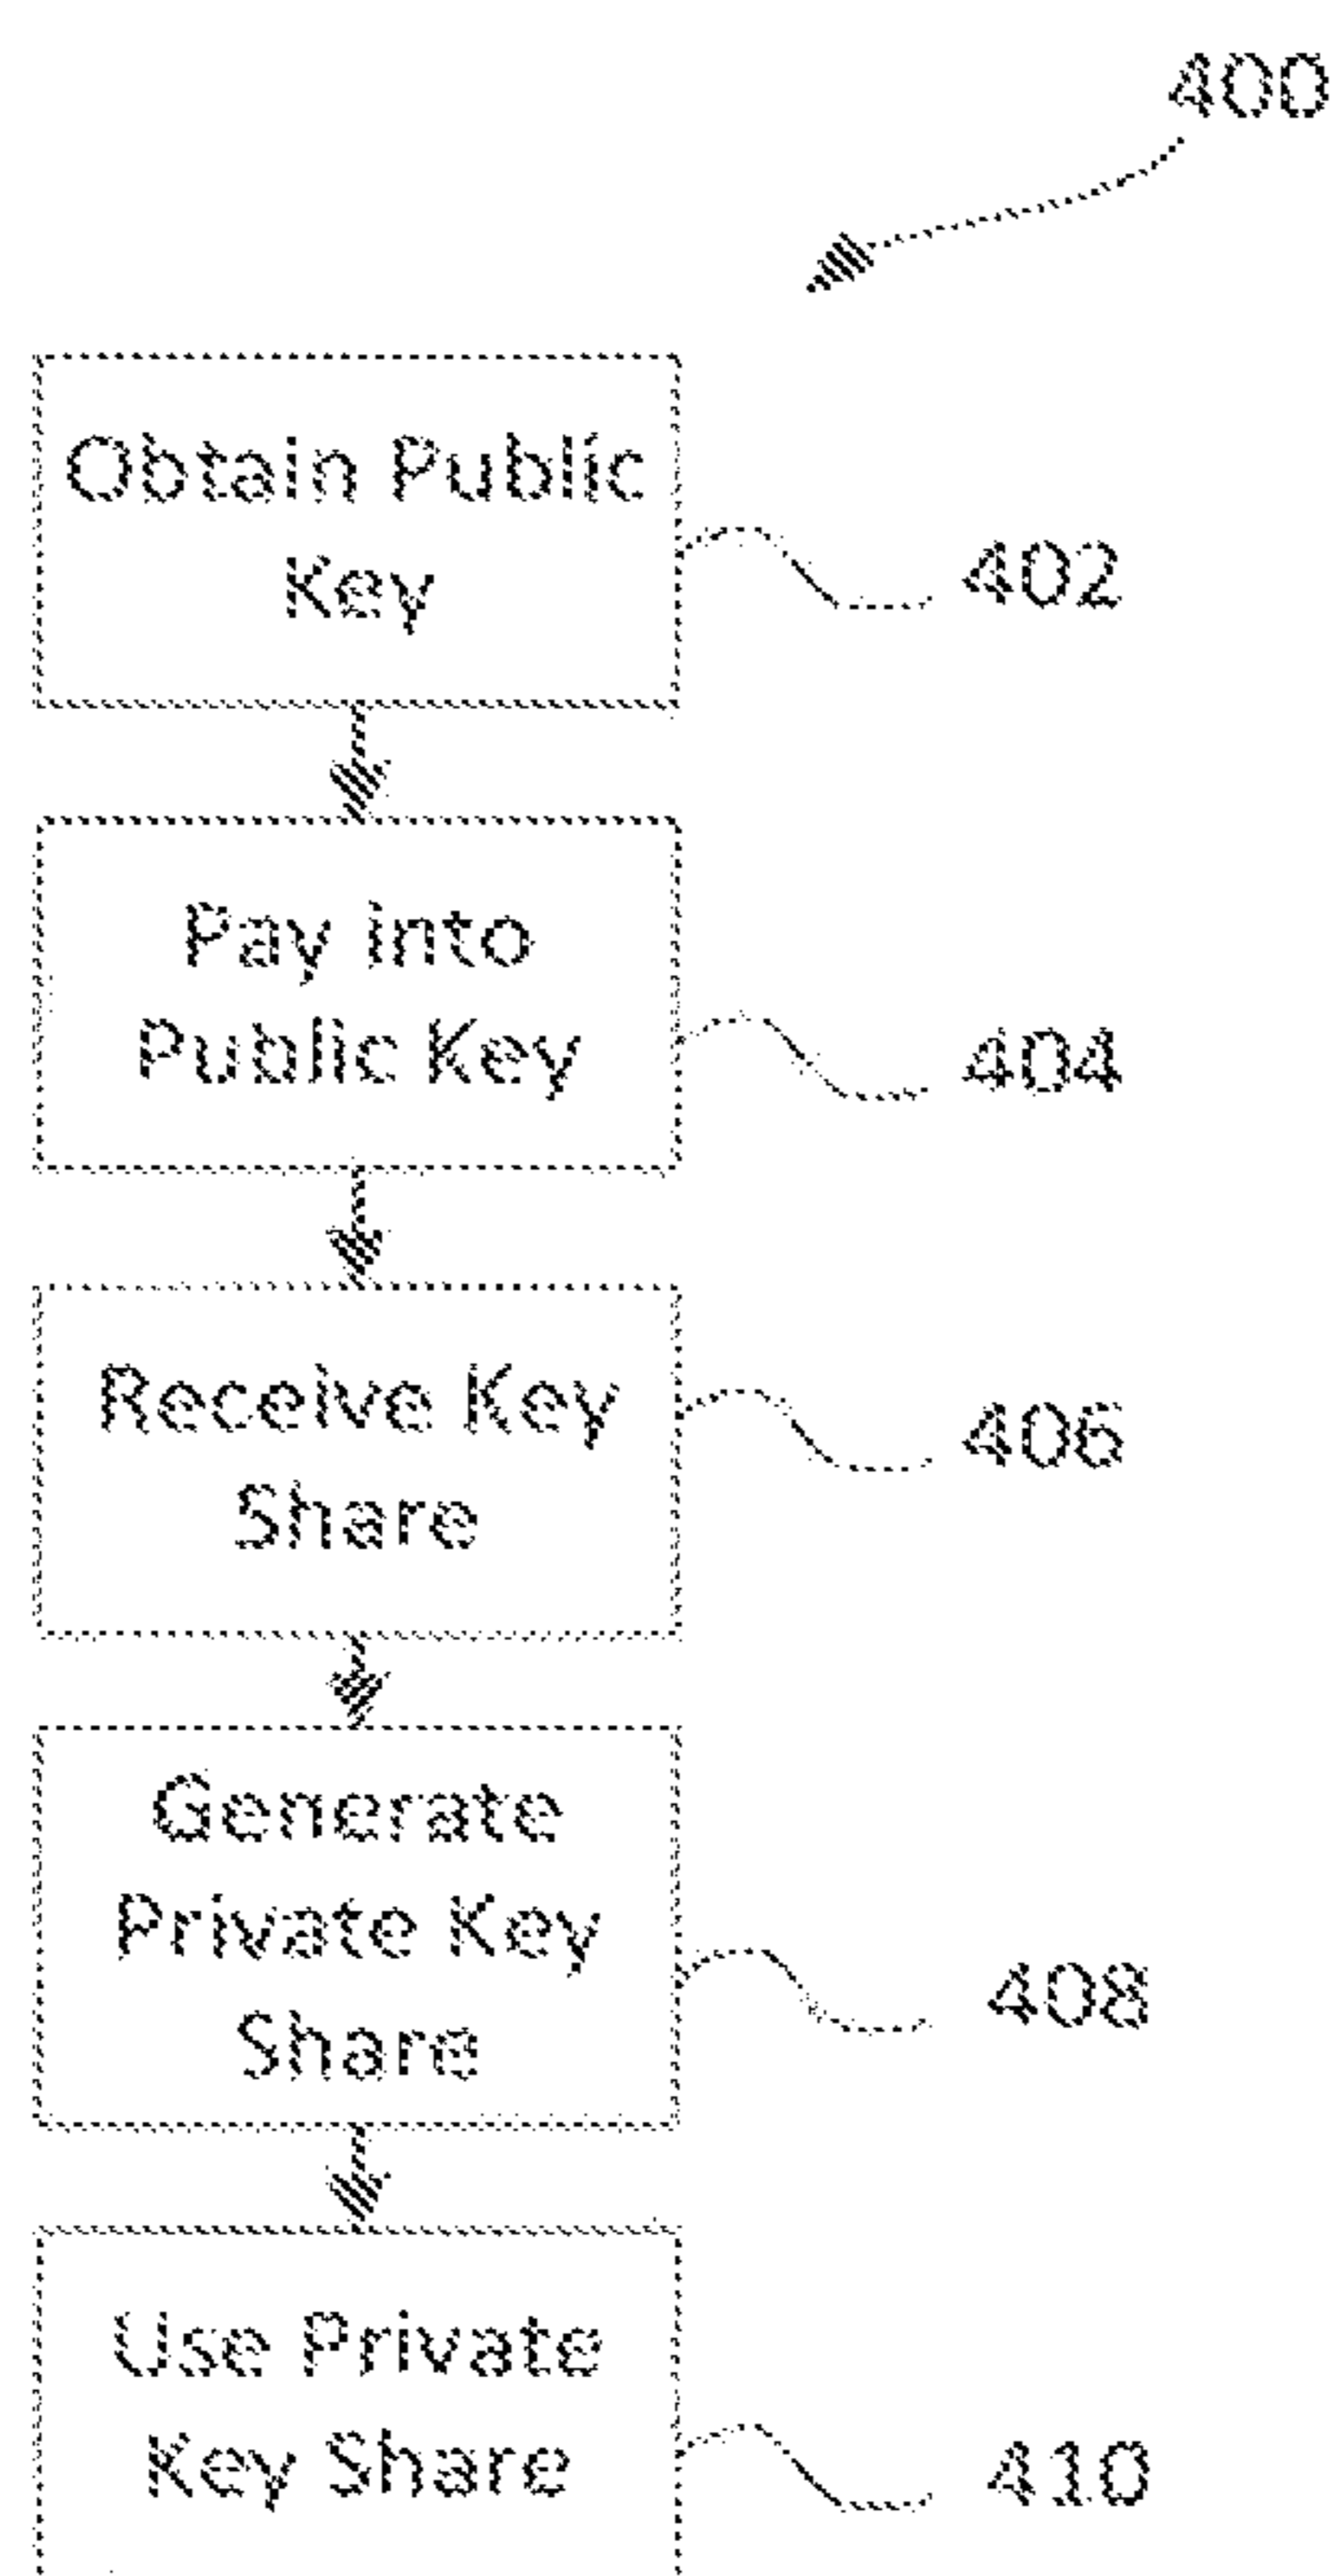 400
Obtain Public
Key
402
Pay into
Public Key
404
Receive Key
Share
406
Generate
Private Key
Share
408
Use Private
Key Share
410